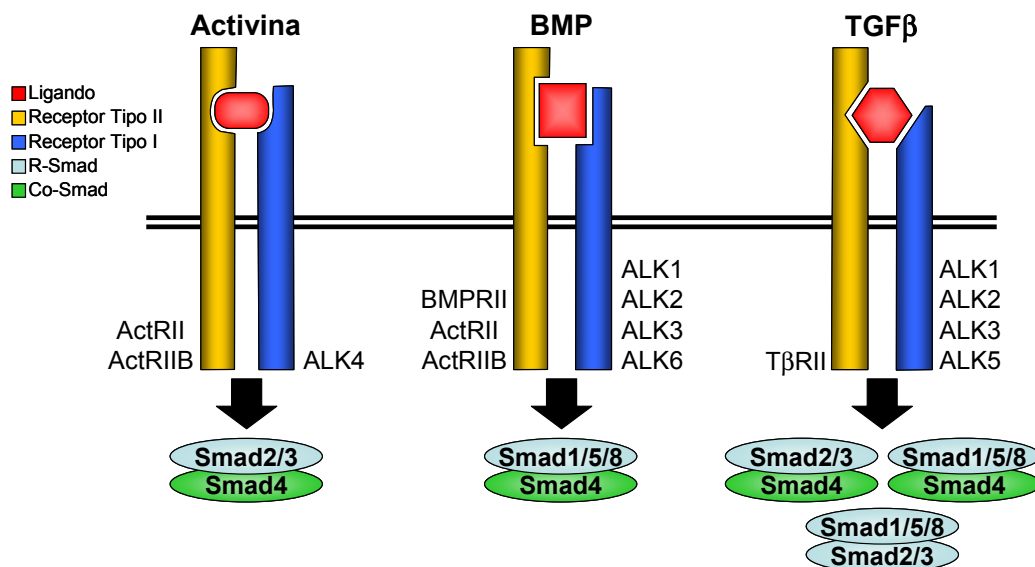 Activina
BMP
TGFβ
Ligando
Receptor Tipo II
Receptor Tipo I
R-Smad
Co-Smad
ActRII
ActRIIB
ALK4
BMPRII
ActRII
ActRIIB
ALK1
ALK2
ALK3
ALK6
TβRII
ALK1
ALK2
ALK3
ALK5
Smad2/3
Smad4
Smad1/5/8
Smad4
Smad2/3
Smad4
Smad1/5/8
Smad4
Smad1/5/8
Smad2/3